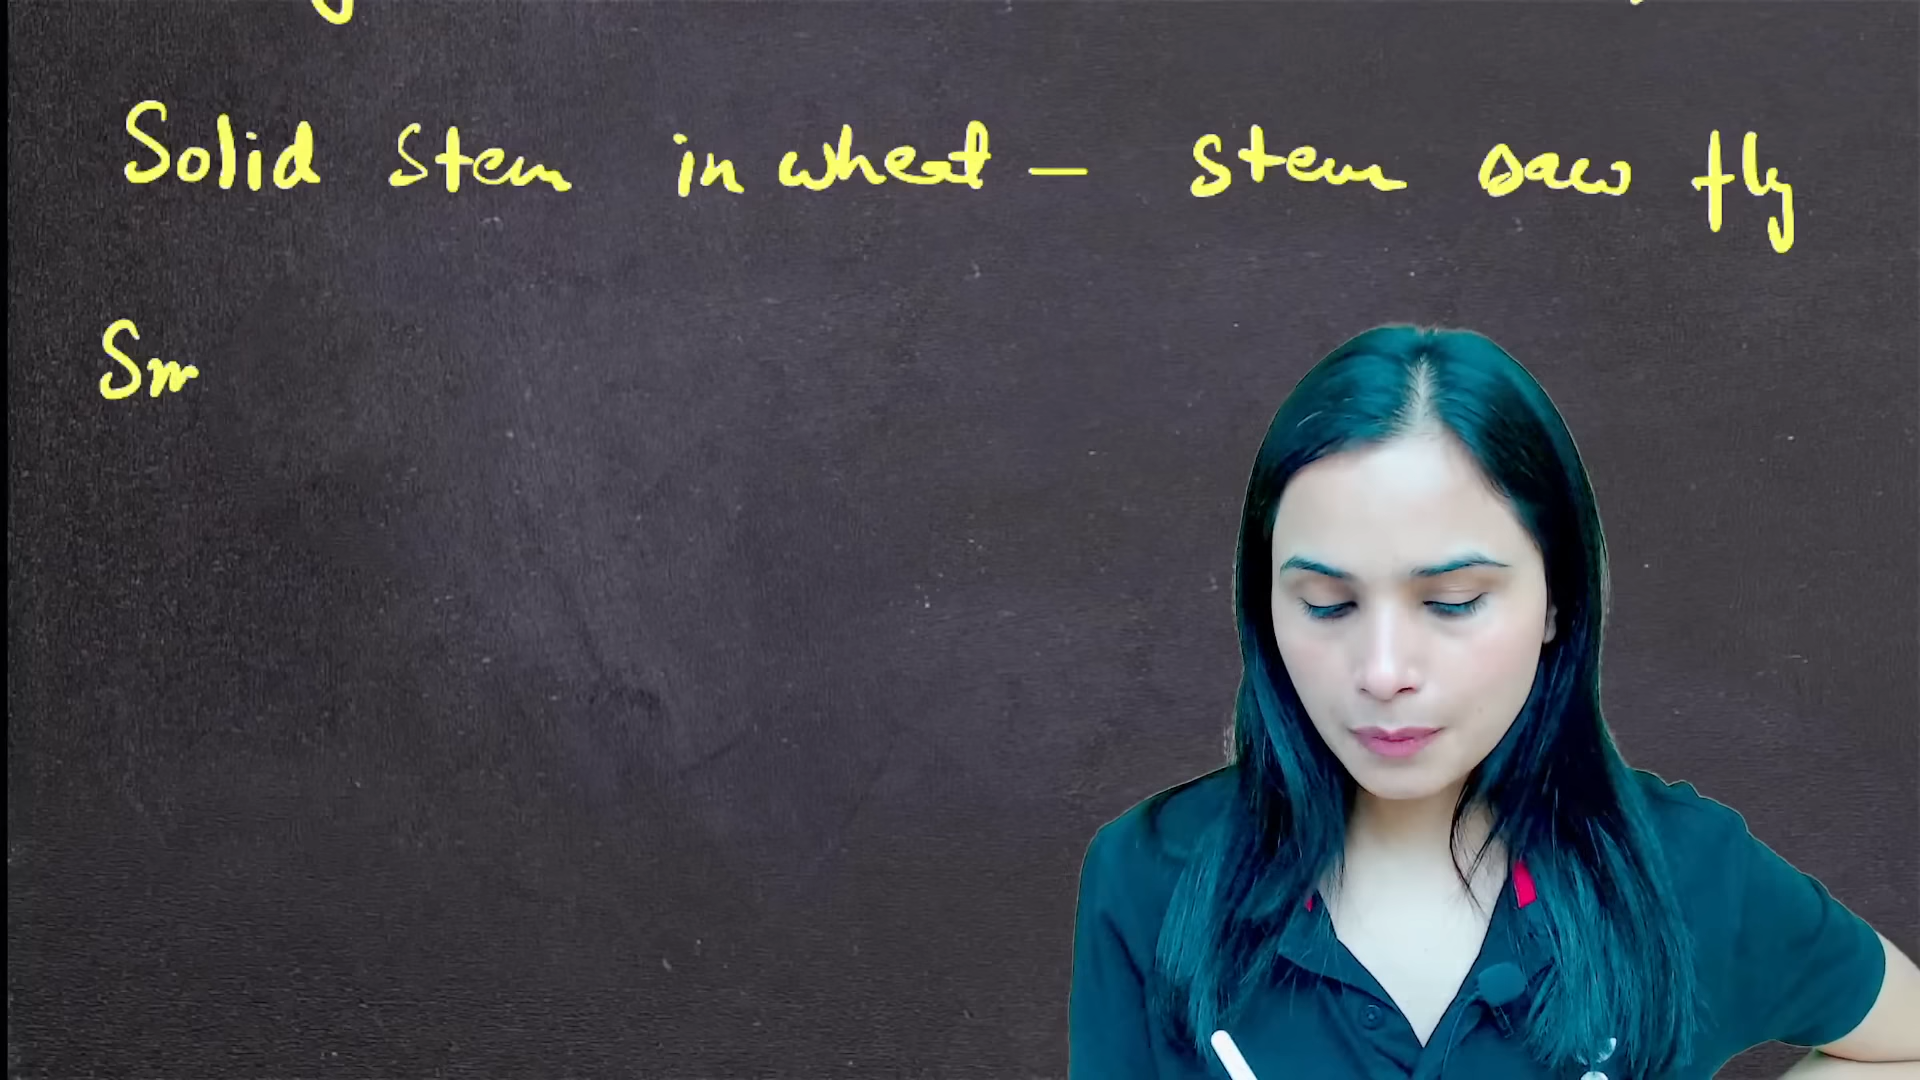 Solid Stem in wheat – Stem saw fly
Sm